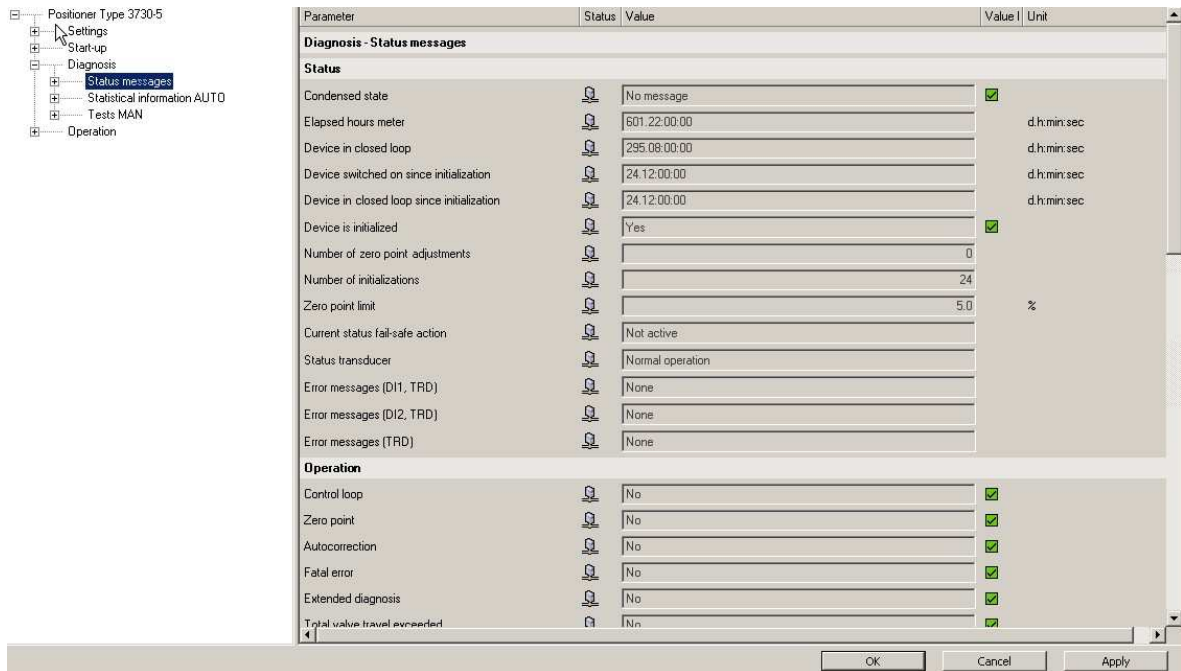 Positioner Type 3730-5
Settings
Start-up
Diagnosis
Status messages
Statistical information AUTO
Tests MAN
Operation
Parameter Status Value Value I Unit
Diagnosis - Status messages
Status
Condensed state No message
Elapsed hours meter 601.22:00:00 d.h:min:sec
Device in closed loop 295.08:00:00 d.h:min:sec
Device switched on since initialization 24.12:00:00 d.h:min:sec
Device in closed loop since initialization 24.12:00:00 d.h:min:sec
Device is initialized Yes
Number of zero point adjustments 0
Number of initializations 24
Zero point limit 5.0 %
Current status fail-safe action Not active
Status transducer Normal operation
Error messages (DI1, TRD) None
Error messages (DI2, TRD) None
Error messages (TRD) None
Operation
Control loop No
Zero point No
Autocorrection No
Fatal error No
Extended diagnosis No
Total valve travel exceeded No
OK Cancel Apply